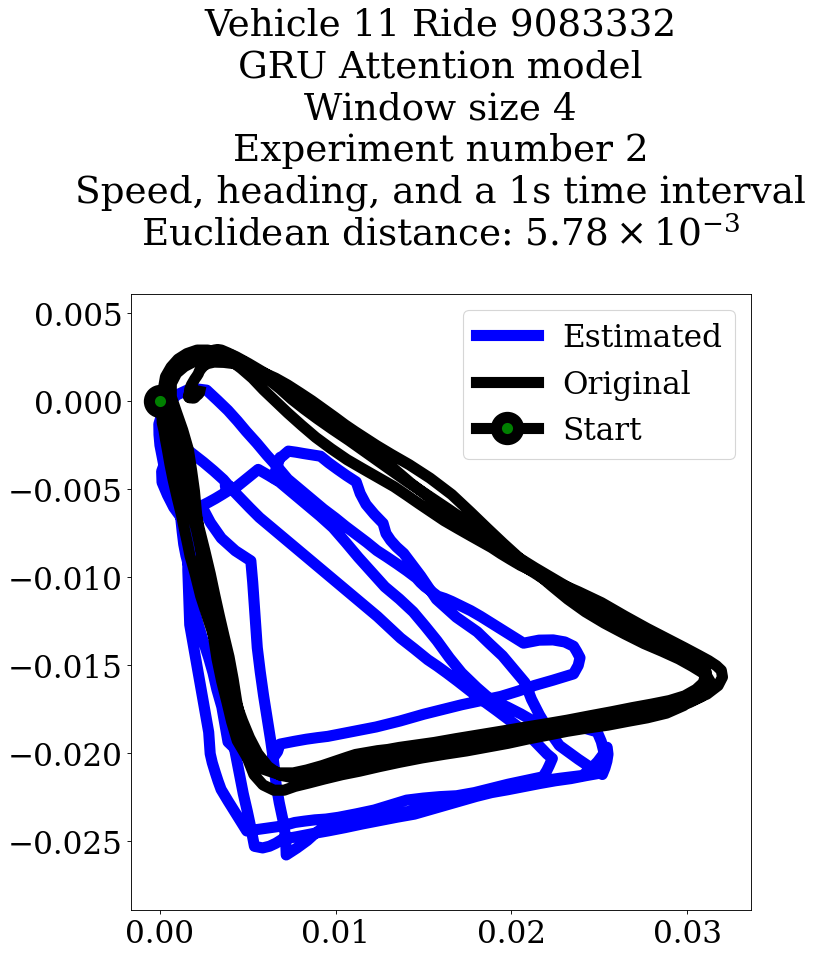 Vehicle 11 Ride 9083332
GRU Attention model
Window size 4
Experiment number 2
Speed, heading, and a 1s time interval
Euclidean distance: 5.78 × 10⁻³
Estimated
Original
Start
0.005
0.000
−0.005
−0.010
−0.015
−0.020
−0.025
0.00 0.01 0.02 0.03